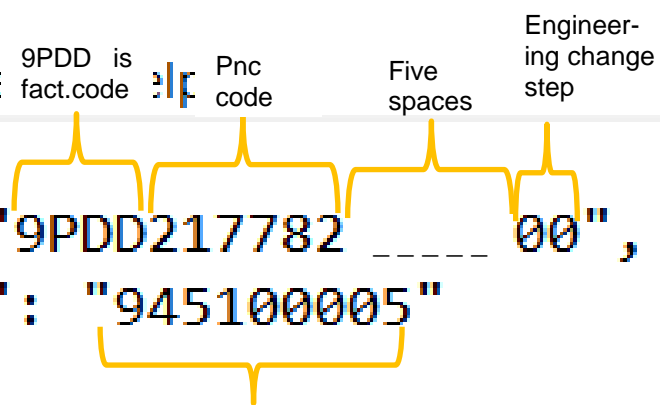 Engineer-
ing change
step
9PDD is
fact.code
Pnc
code
Five
spaces
"9PDD217782 _____ 00",
": "945100005"